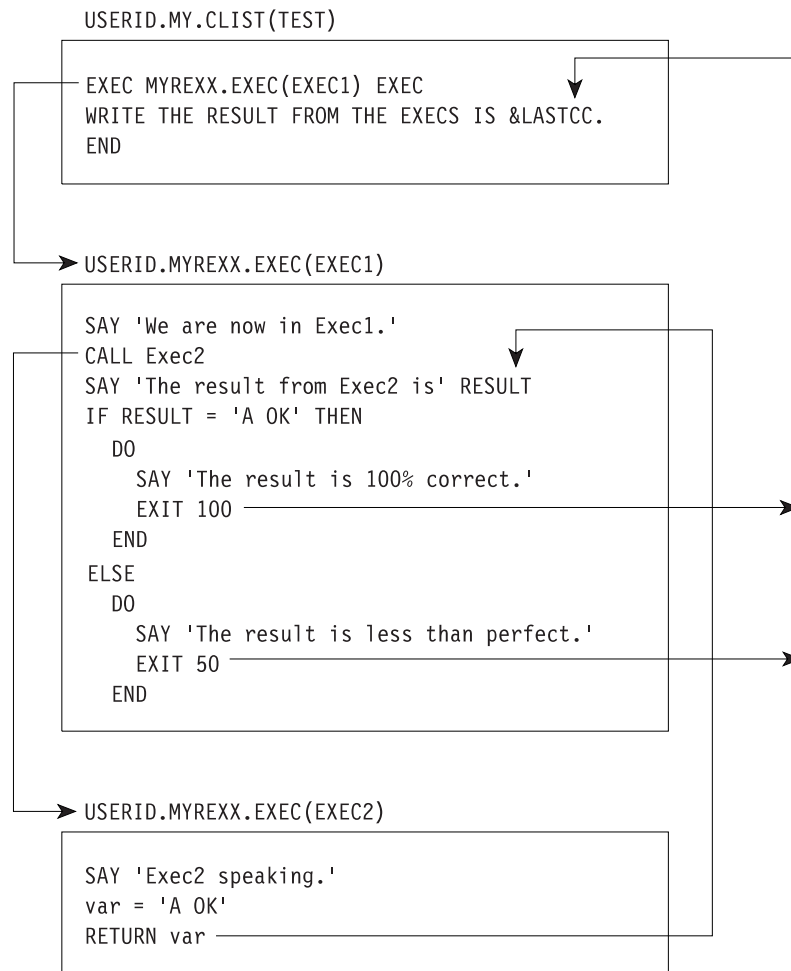 USERID.MY.CLIST(TEST)
EXEC MYREXX.EXEC(EXEC1) EXEC
WRITE THE RESULT FROM THE EXECS IS &LASTCC.
END
USERID.MYREXX.EXEC(EXEC1)
SAY 'We are now in Exec1.'
CALL Exec2
SAY 'The result from Exec2 is' RESULT
IF RESULT = 'A OK' THEN
DO
SAY 'The result is 100% correct.'
EXIT 100
END
ELSE
DO
SAY 'The result is less than perfect.'
EXIT 50
END
USERID.MYREXX.EXEC(EXEC2)
SAY 'Exec2 speaking.'
var = 'A OK'
RETURN var